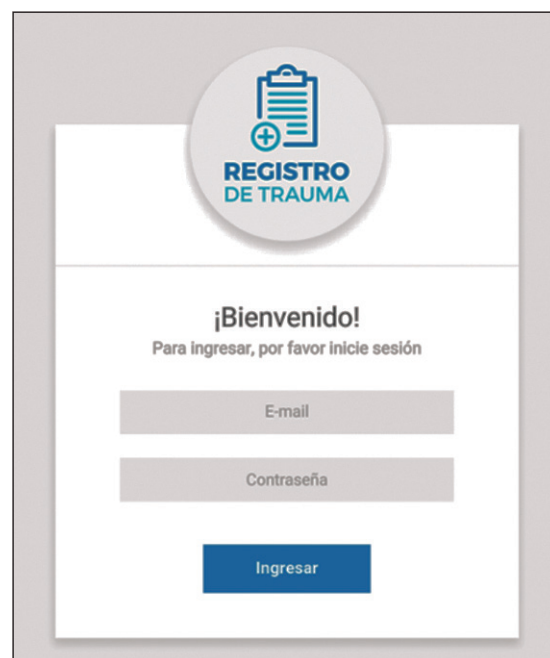 REGISTRO
DE TRAUMA
¡Bienvenido!
Para ingresar, por favor inicie sesión
E-mail
Contraseña
Ingresar